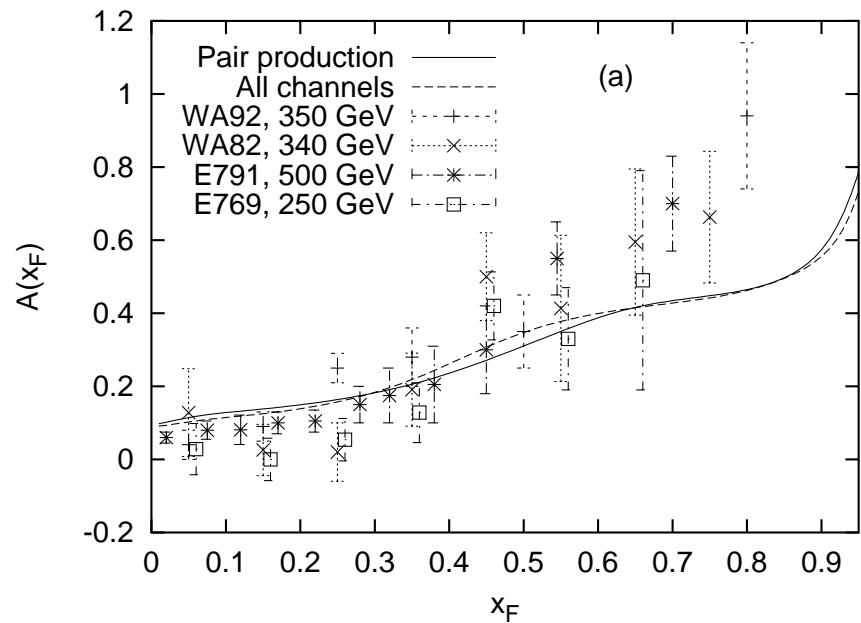 1.2
1
0.8
0.6
0.4
0.2
0
-0.2
A(x_F)
Pair production
All channels
WA92, 350 GeV
WA82, 340 GeV
E791, 500 GeV
E769, 250 GeV
(a)
0 0.1 0.2 0.3 0.4 0.5 0.6 0.7 0.8 0.9
x_F